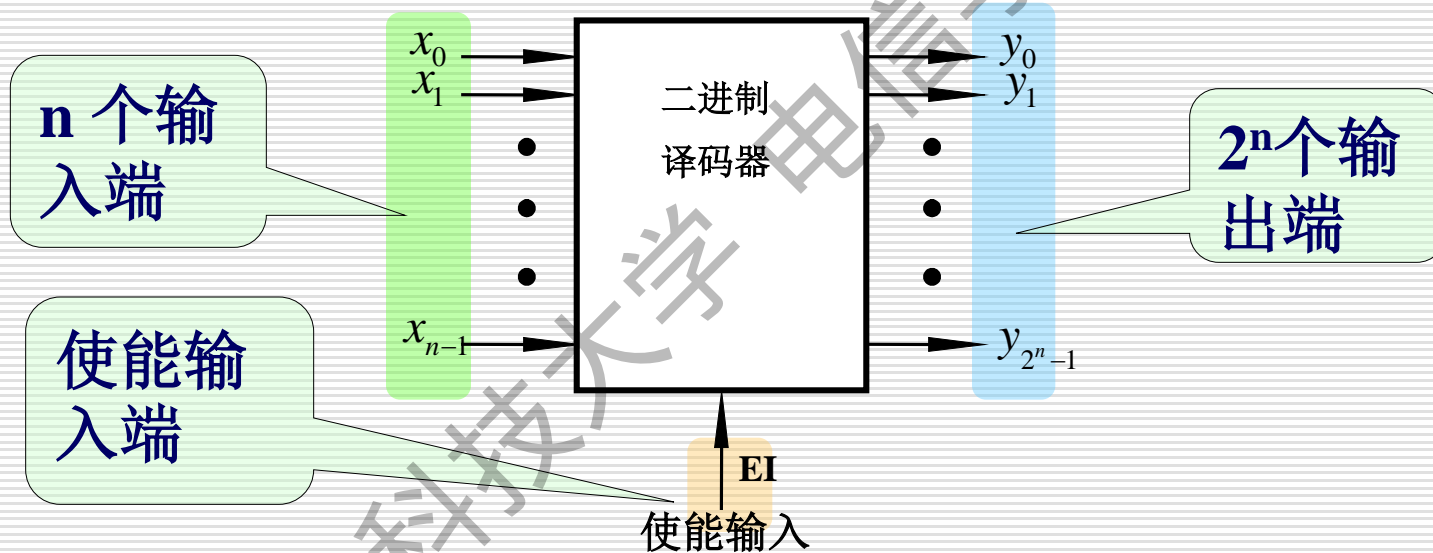 x₀
x₁
xₙ₋₁
n 个输
入端
使能输
入端
二进制
译码器
EI
使能输入
y₀
y₁
y_{2ⁿ−1}
2ⁿ个输
出端
科技大学 电信